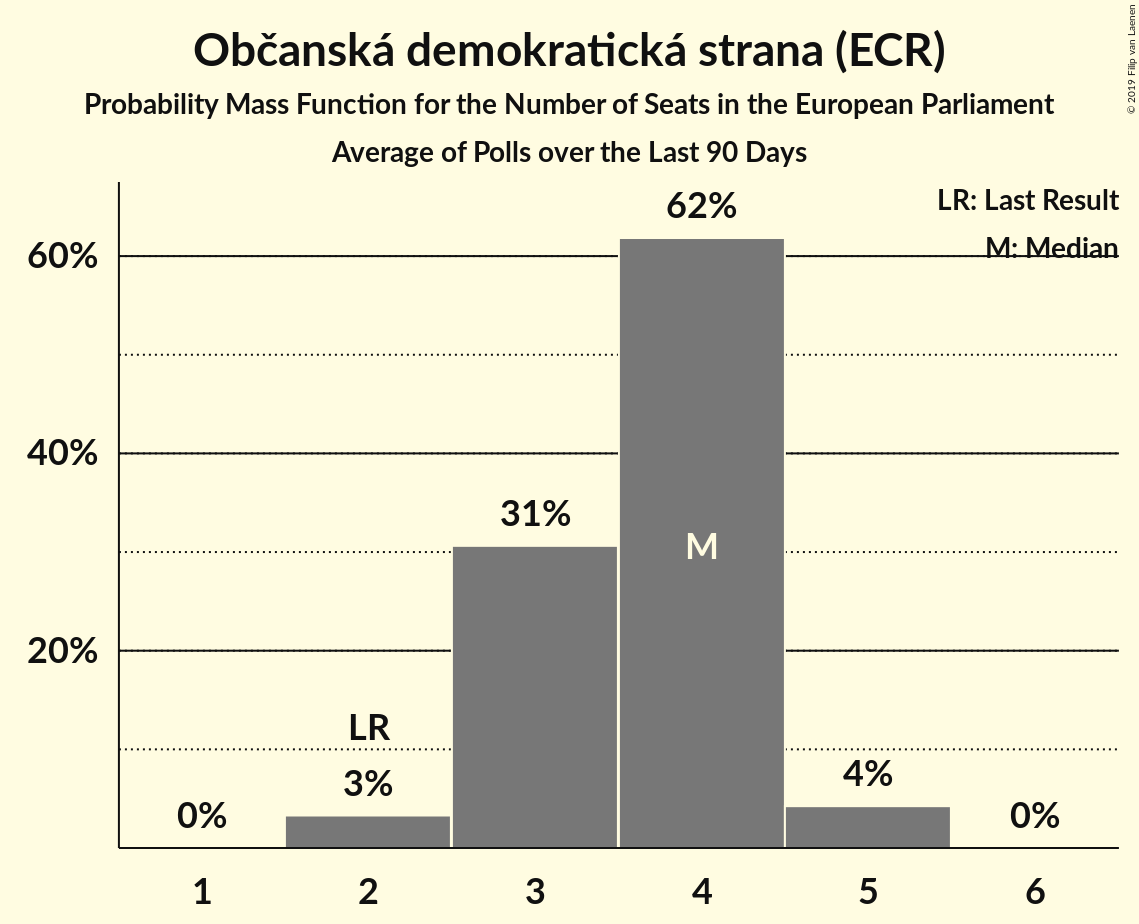 Občanská demokratická strana (ECR)
Probability Mass Function for the Number of Seats in the European Parliament
Average of Polls over the Last 90 Days
© 2019 Filip van Laenen
LR: Last Result
M: Median
60%
40%
20%
0%
LR
3%
31%
62%
M
4%
0%
1 2 3 4 5 6